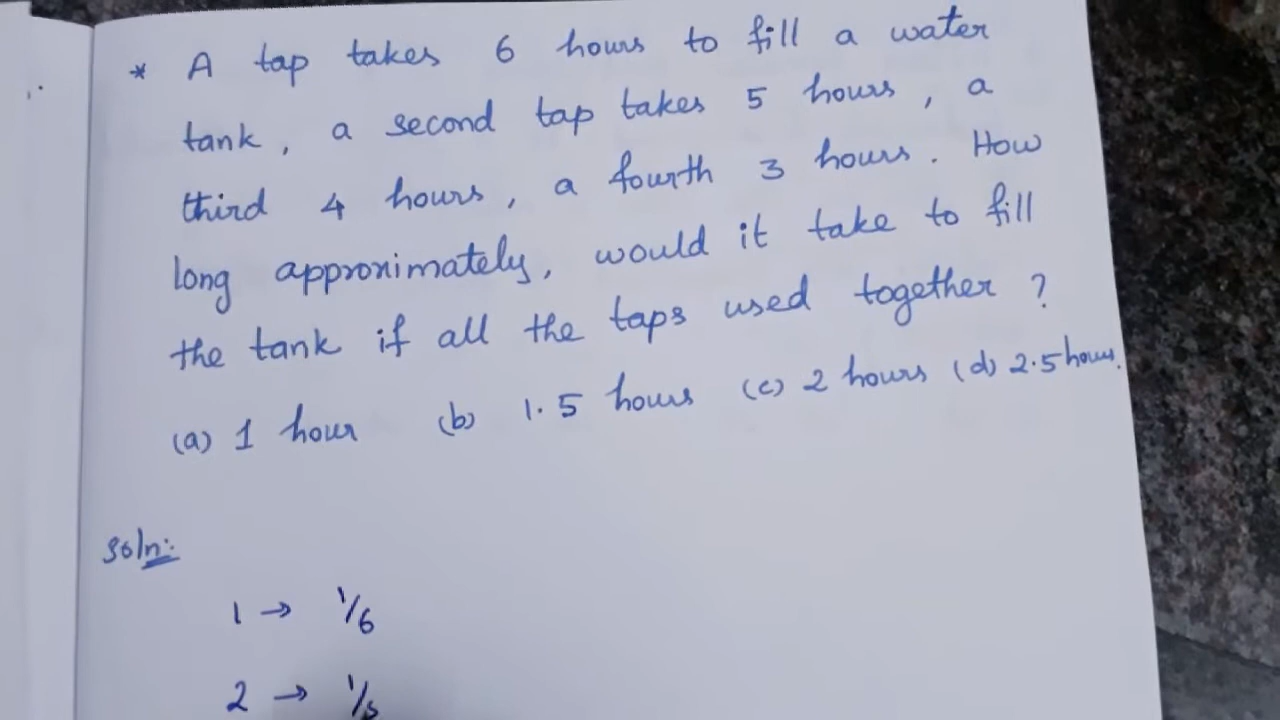 * A tap takes 6 hours to fill a water
tank, a second tap takes 5 hours, a
third 4 hours, a fourth 3 hours. How
long approximately, would it take to fill
the tank if all the taps used together?
(a) 1 hour (b) 1.5 hours (c) 2 hours (d) 2.5 hours.
Soln:
1 → 1/6
2 → 1/5